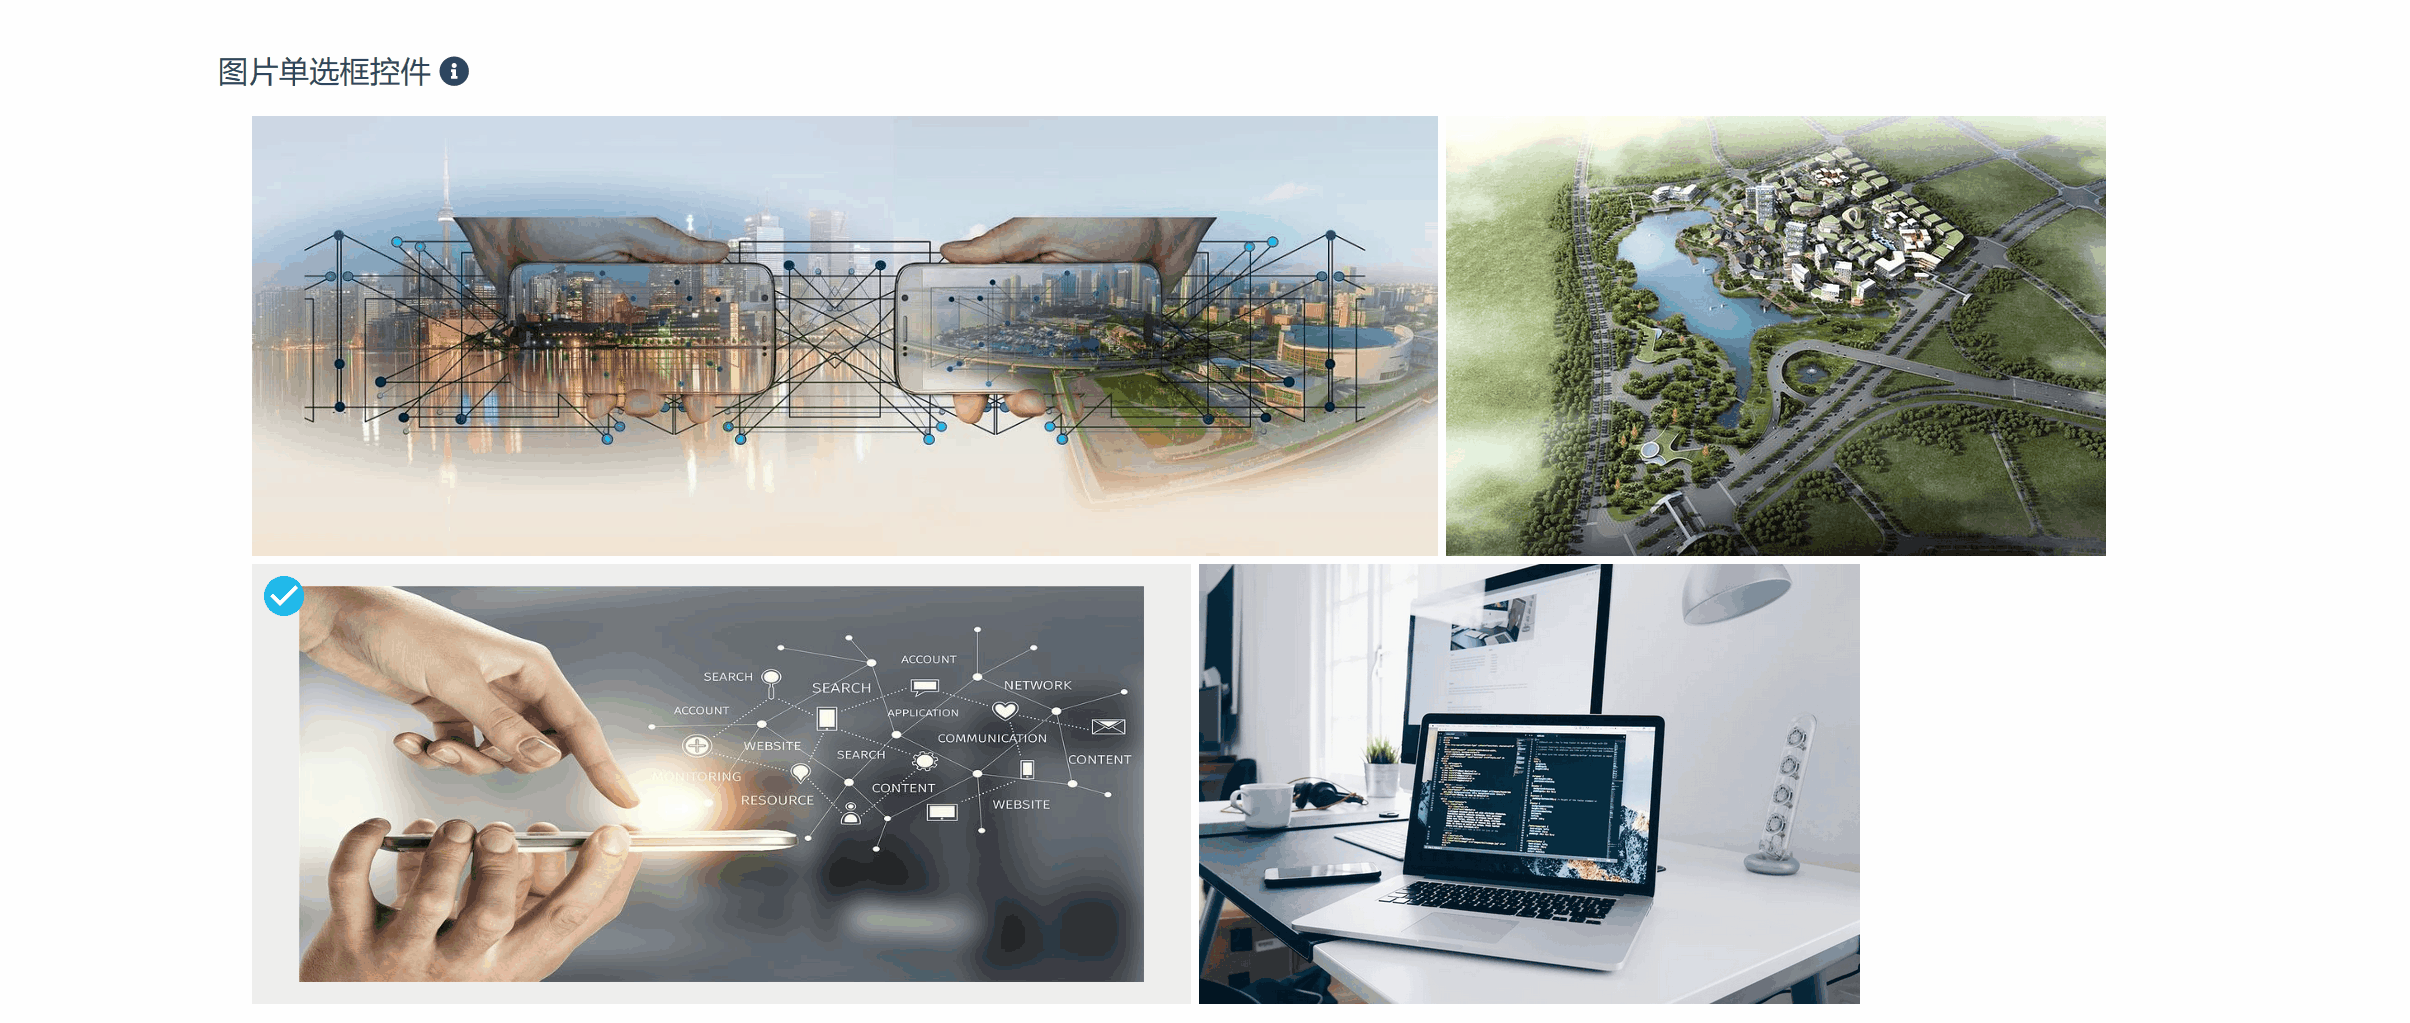 图片单选框控件
ACCOUNT
SEARCH
SEARCH
NETWORK
ACCOUNT
APPLICATION
WEBSITE
SEARCH
COMMUNICATION
CONTENT
MONITORING
RESOURCE
CONTENT
WEBSITE